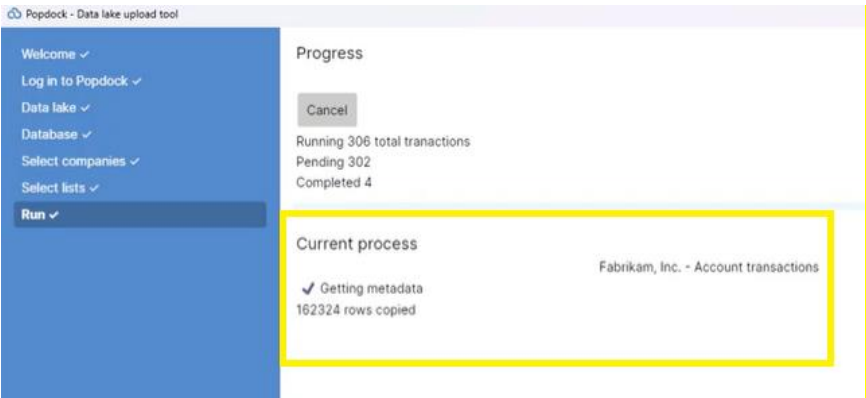 Popdock - Data lake upload tool
Welcome ✓
Log in to Popdock ✓
Data lake ✓
Database ✓
Select companies ✓
Select lists ✓
Run ✓
Progress
Cancel
Running 306 total tranactions
Pending 302
Completed 4
Current process
Fabrikam, Inc. - Account transactions
✓ Getting metadata
162324 rows copied